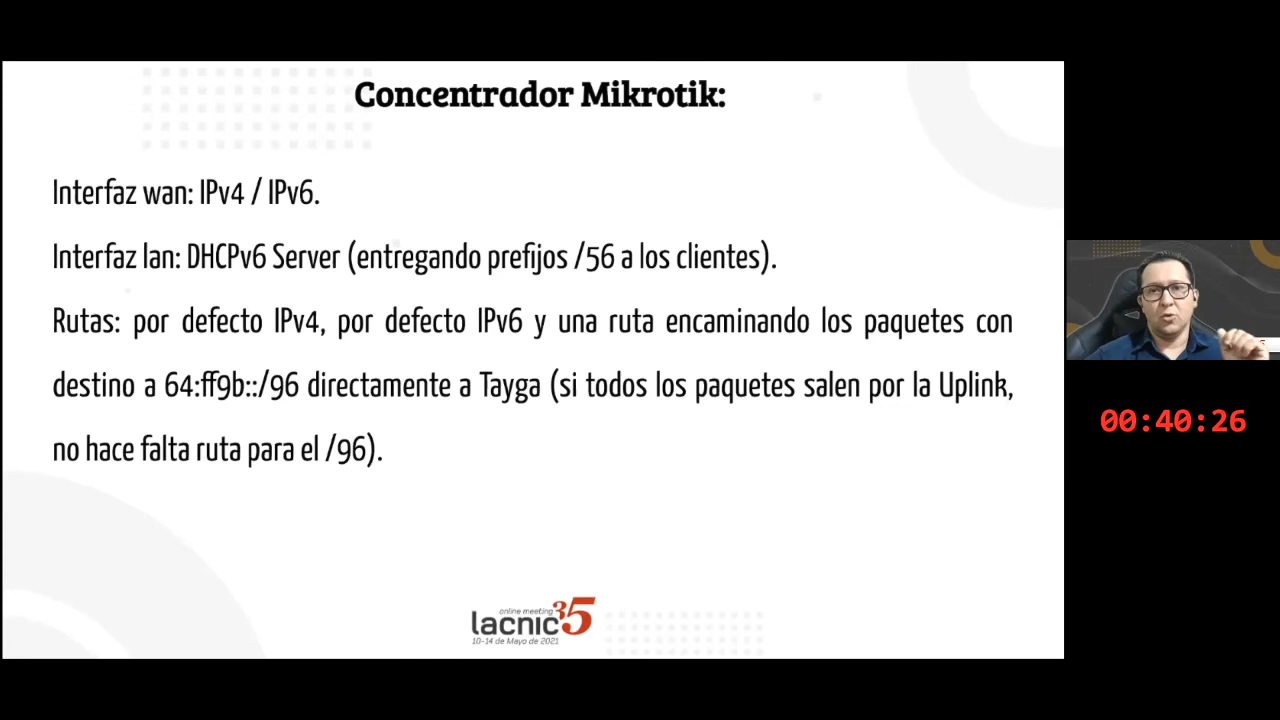 Concentrador Mikrotik:
Interfaz wan: IPv4 / IPv6.
Interfaz lan: DHCPv6 Server (entregando prefijos /56 a los clientes).
Rutas: por defecto IPv4, por defecto IPv6 y una ruta encaminando los paquetes con
destino a 64:ff9b::/96 directamente a Tayga (si todos los paquetes salen por la Uplink,
no hace falta ruta para el /96).
00:40:26
online meeting
lacnic 35
10-14 de Mayo de 2021